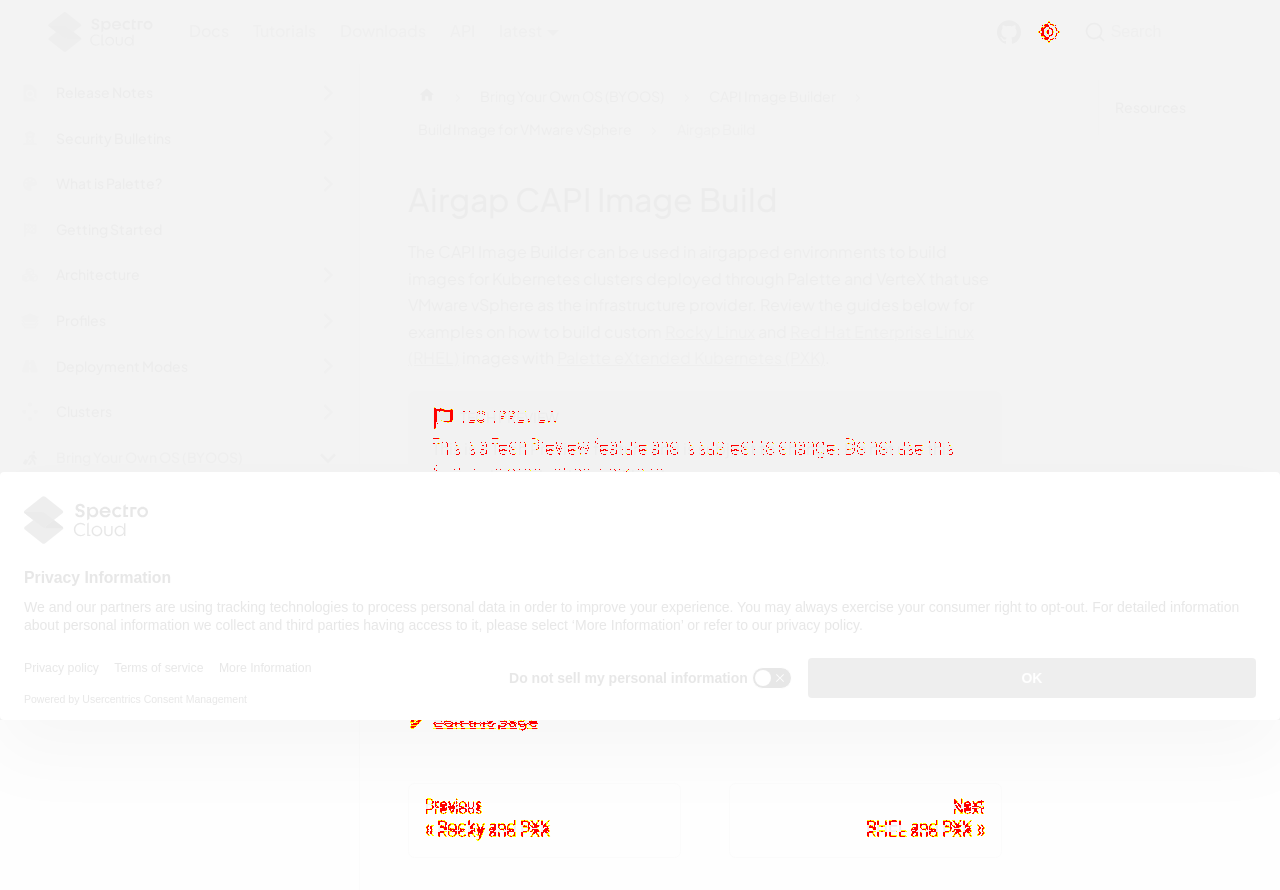 Spectro Cloud
Docs Tutorials Downloads API latest
Search
Release Notes
Security Bulletins
What is Palette?
Getting Started
Architecture
Profiles
Deployment Modes
Clusters
Bring Your Own OS (BYOOS)
Bring Your Own OS (BYOOS) CAPI Image Builder
Build Image for VMware vSphere Airgap Build
Resources
Airgap CAPI Image Build
The CAPI Image Builder can be used in airgapped environments to build
images for Kubernetes clusters deployed through Palette and VerteX that use
VMware vSphere as the infrastructure provider. Review the guides below for
examples on how to build custom Rocky Linux and Red Hat Enterprise Linux
(RHEL) images with Palette eXtended Kubernetes (PXK).
This is a Tech Preview feature and is subject to change. Do not use this
Spectro
Cloud
Privacy Information
We and our partners are using tracking technologies to process personal data in order to improve your experience. You may always exercise your consumer right to opt-out. For detailed information
about personal information we collect and third parties having access to it, please select 'More Information' or refer to our privacy policy.
Privacy policy Terms of service More Information
Do not sell my personal information
OK
Powered by Usercentrics Consent Management
Edit this page
Previous
« Rocky and PXK
Next
RHEL and PXK »